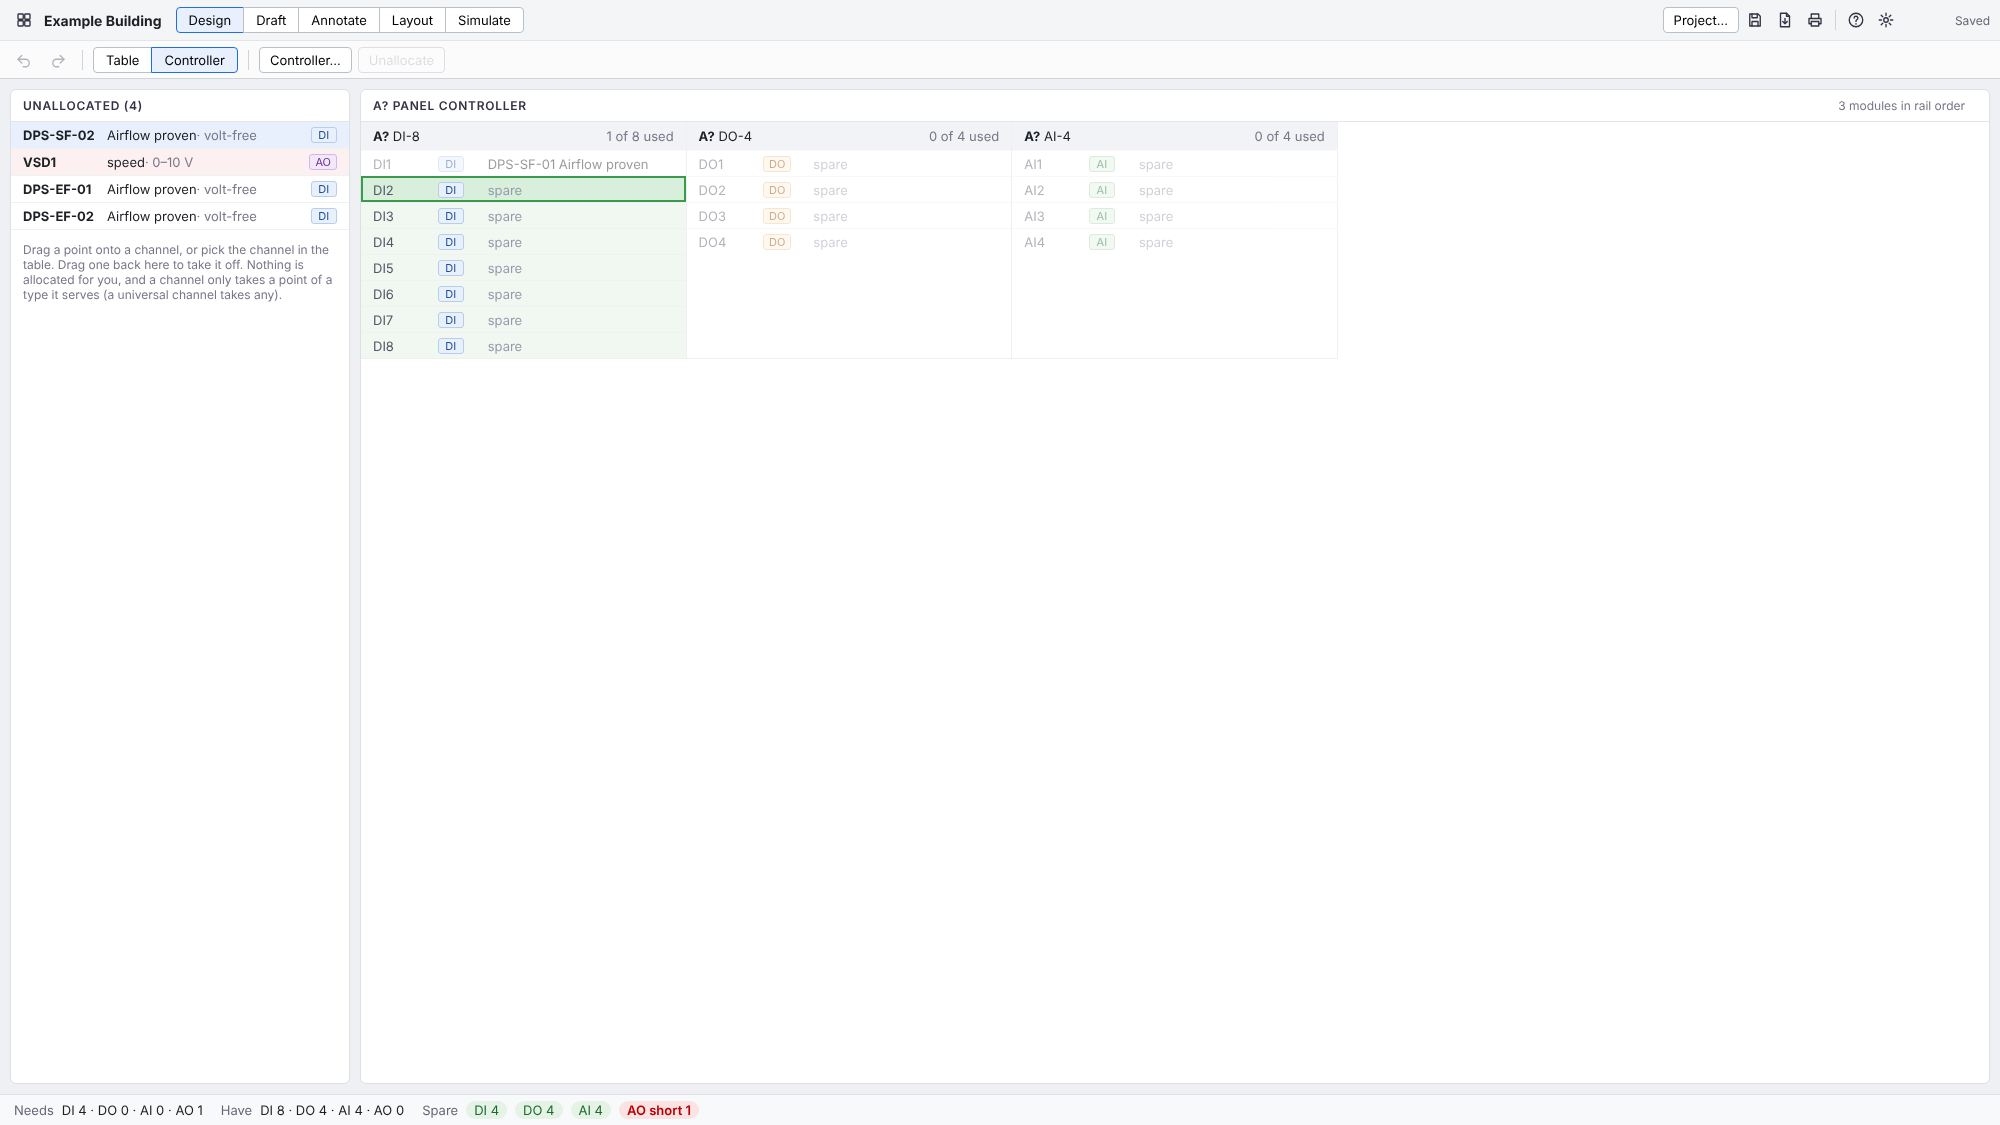 Example Building Design Draft Annotate Layout Simulate Project... Saved
Table Controller Controller... Unallocate
UNALLOCATED (4)
DPS-SF-02 Airflow proven · volt-free DI
VSD1 speed · 0–10 V AO
DPS-EF-01 Airflow proven · volt-free DI
DPS-EF-02 Airflow proven · volt-free DI
Drag a point onto a channel, or pick the channel in the
table. Drag one back here to take it off. Nothing is
allocated for you, and a channel only takes a point of a
type it serves (a universal channel takes any).
A? PANEL CONTROLLER 3 modules in rail order
A? DI-8 1 of 8 used
DI1 DI DPS-SF-01 Airflow proven
DI2 DI spare
DI3 DI spare
DI4 DI spare
DI5 DI spare
DI6 DI spare
DI7 DI spare
DI8 DI spare
A? DO-4 0 of 4 used
DO1 DO spare
DO2 DO spare
DO3 DO spare
DO4 DO spare
A? AI-4 0 of 4 used
AI1 AI spare
AI2 AI spare
AI3 AI spare
AI4 AI spare
Needs DI 4 · DO 0 · AI 0 · AO 1 Have DI 8 · DO 4 · AI 4 · AO 0 Spare DI 4 DO 4 AI 4 AO short 1